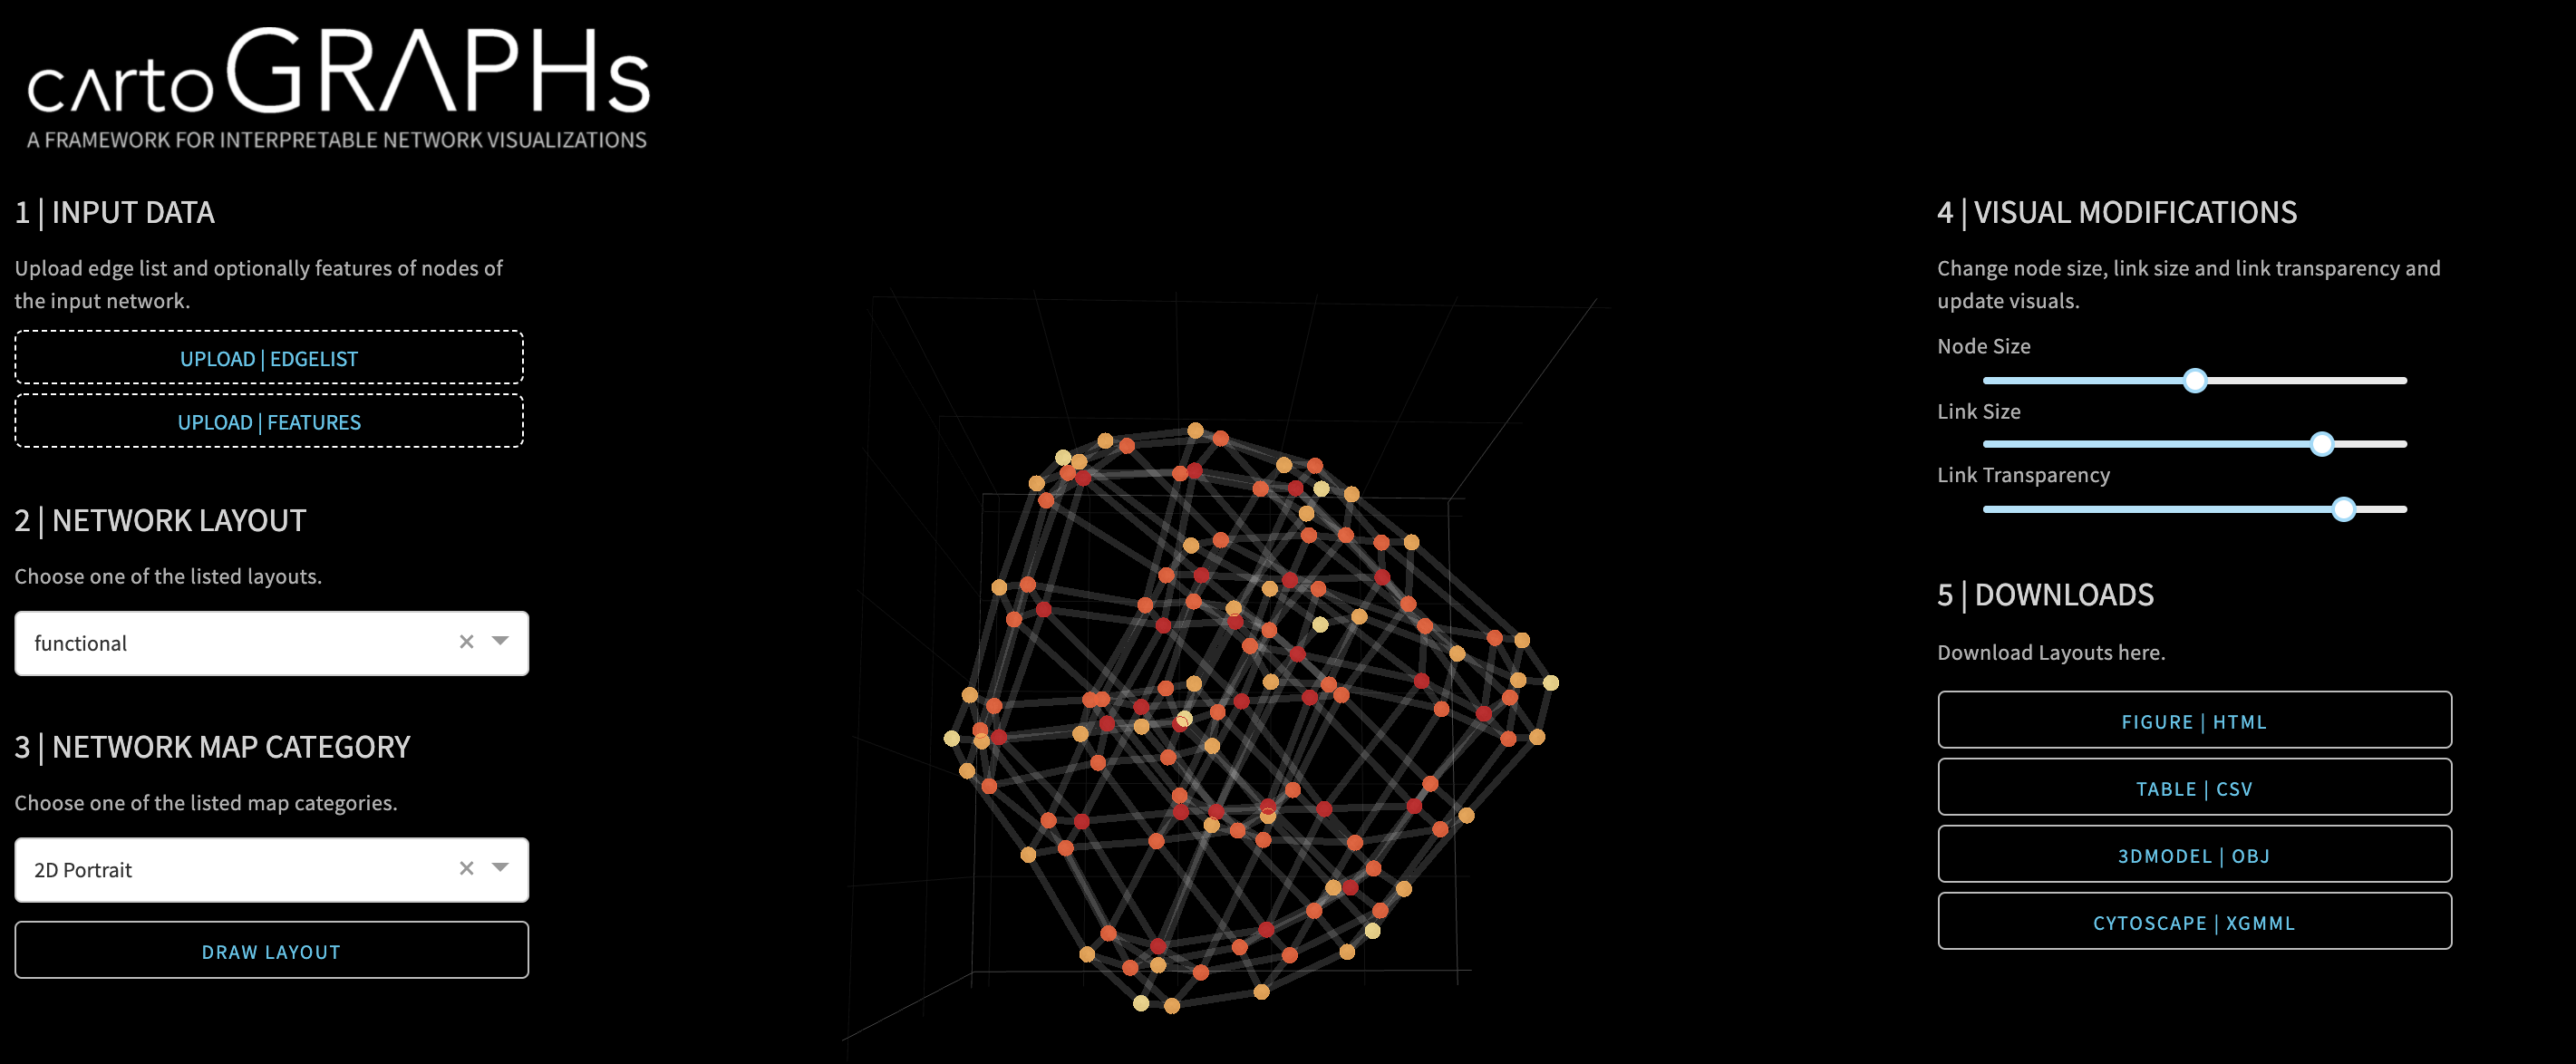 cΛrtoGRΛPHs
A FRAMEWORK FOR INTERPRETABLE NETWORK VISUALIZATIONS
1 | INPUT DATA
Upload edge list and optionally features of nodes of
the input network.
UPLOAD | EDGELIST
UPLOAD | FEATURES
2 | NETWORK LAYOUT
Choose one of the listed layouts.
functional
3 | NETWORK MAP CATEGORY
Choose one of the listed map categories.
2D Portrait
DRAW LAYOUT
4 | VISUAL MODIFICATIONS
Change node size, link size and link transparency and
update visuals.
Node Size
Link Size
Link Transparency
5 | DOWNLOADS
Download Layouts here.
FIGURE | HTML
TABLE | CSV
3DMODEL | OBJ
CYTOSCAPE | XGMML